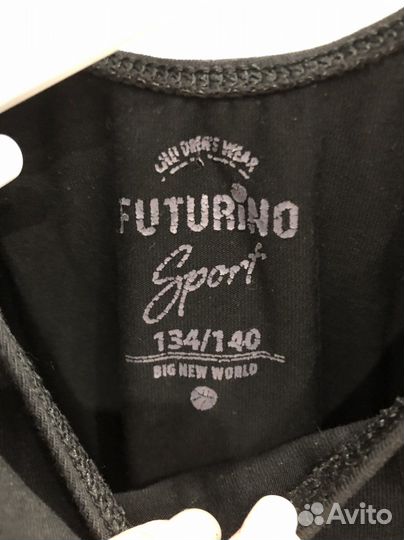 CHILDREN'S WEAR
FUTURINO
Sport
134/140
BIG NEW WORLD
Avito